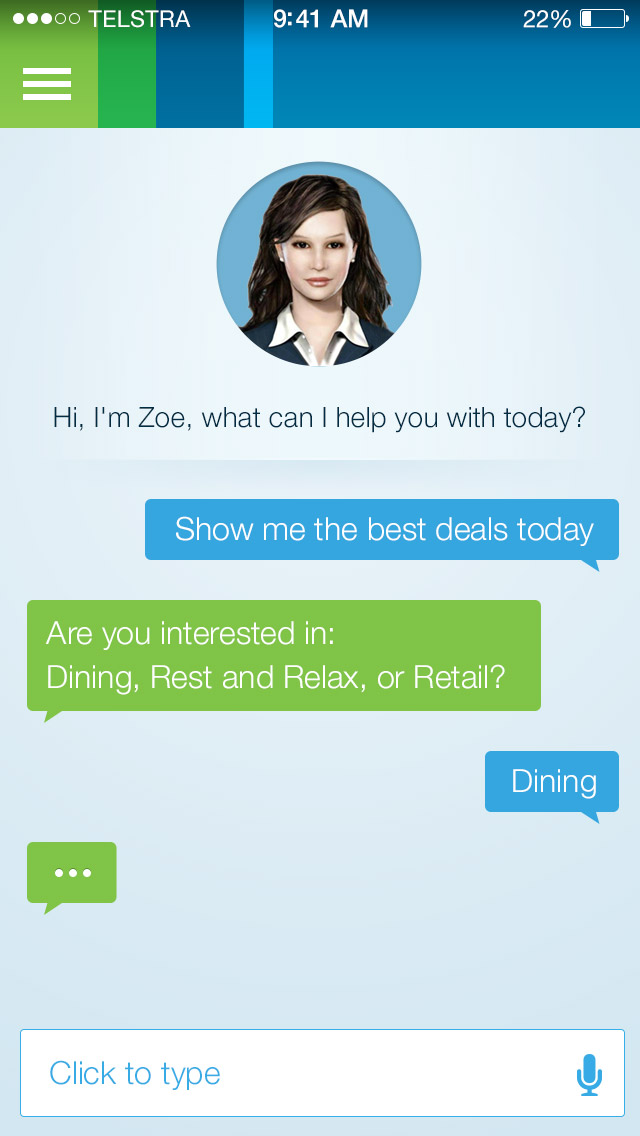 TELSTRA 9:41 AM 22%
Hi, I'm Zoe, what can I help you with today?
Show me the best deals today
Are you interested in:
Dining, Rest and Relax, or Retail?
Dining
...
Click to type